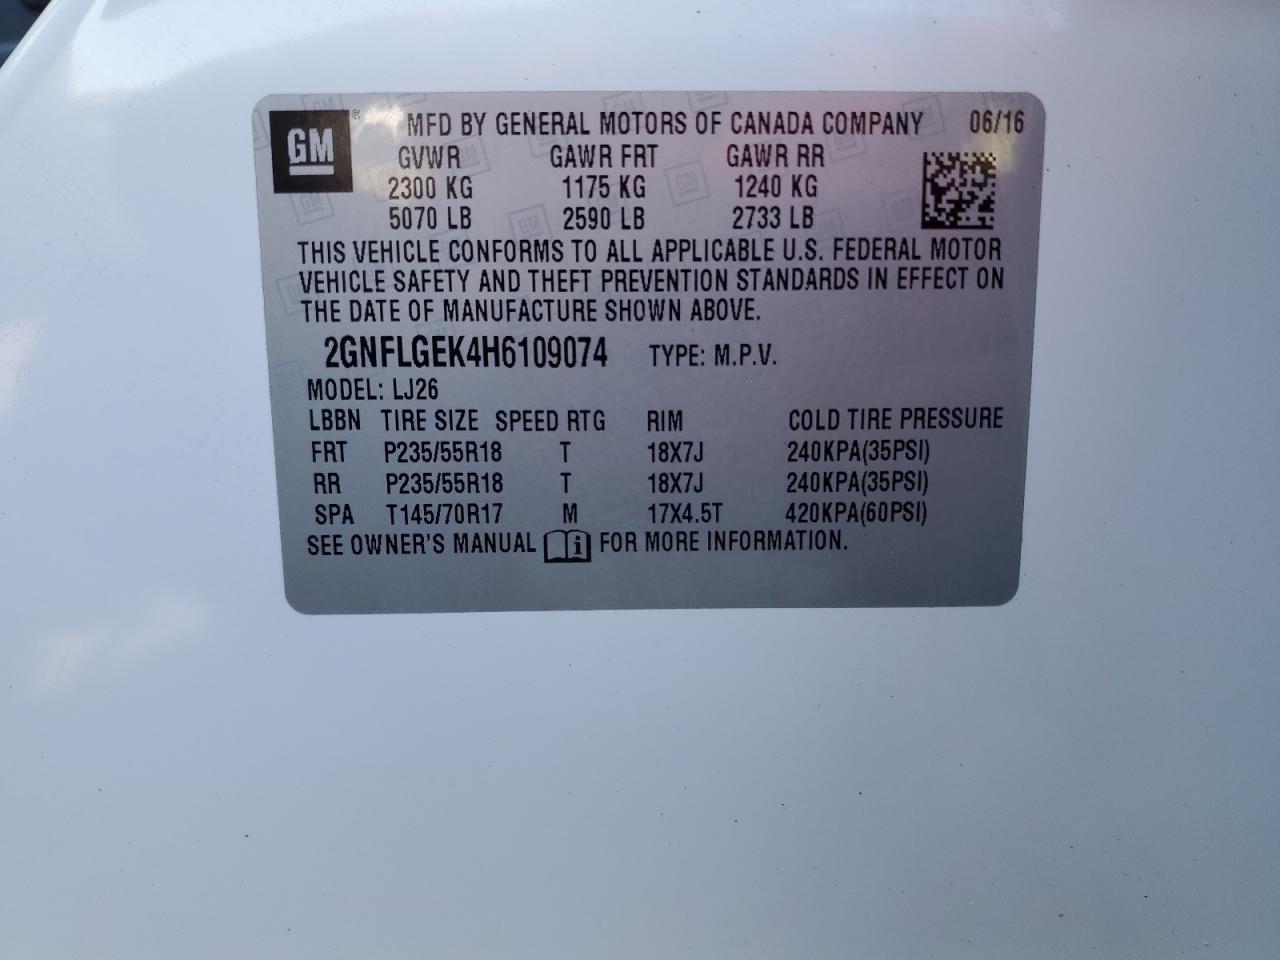 GM ® MFD BY GENERAL MOTORS OF CANADA COMPANY 06/16
GVWR GAWR FRT GAWR RR
2300 KG 1175 KG 1240 KG
5070 LB 2590 LB 2733 LB
THIS VEHICLE CONFORMS TO ALL APPLICABLE U.S. FEDERAL MOTOR
VEHICLE SAFETY AND THEFT PREVENTION STANDARDS IN EFFECT ON
THE DATE OF MANUFACTURE SHOWN ABOVE.
2GNFLGEK4H6109074 TYPE: M.P.V.
MODEL: LJ26
LBBN TIRE SIZE SPEED RTG RIM COLD TIRE PRESSURE
FRT P235/55R18 T 18X7J 240KPA(35PSI)
RR P235/55R18 T 18X7J 240KPA(35PSI)
SPA T145/70R17 M 17X4.5T 420KPA(60PSI)
SEE OWNER'S MANUAL i FOR MORE INFORMATION.